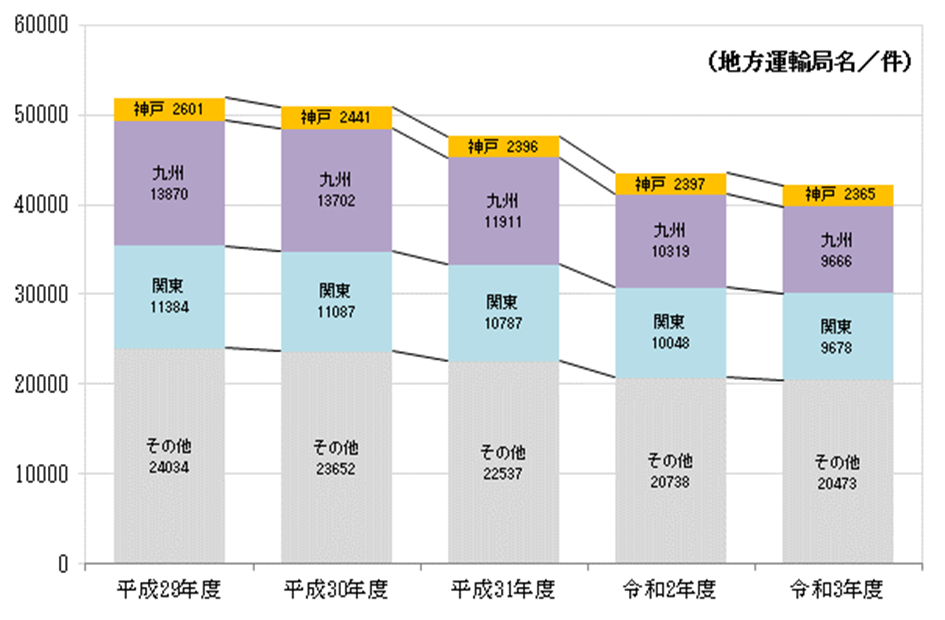 (地方運輸局名/件)
60000
50000
40000
30000
20000
10000
0
神戸 2601
九州
13870
関東
11384
その他
24034
神戸 2441
九州
13702
関東
11087
その他
23652
神戸 2396
九州
11911
関東
10787
その他
22537
神戸 2397
九州
10319
関東
10048
その他
20738
神戸 2365
九州
9666
関東
9678
その他
20473
平成29年度
平成30年度
平成31年度
令和2年度
令和3年度